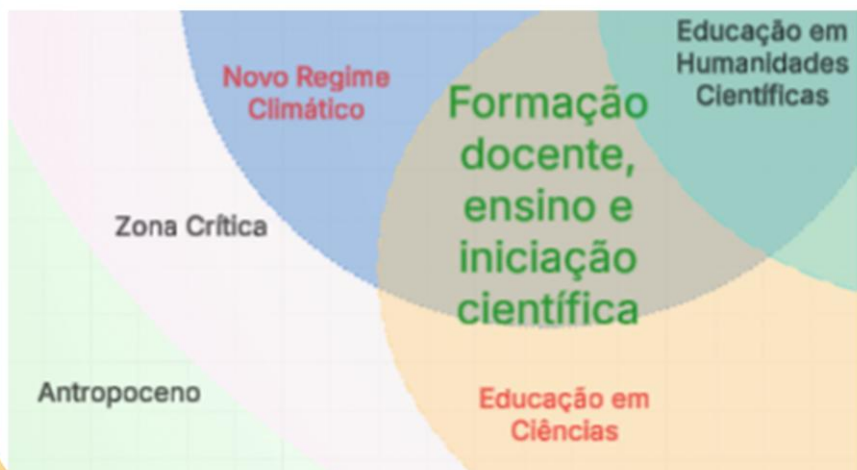 Educação em
Humanidades
Científicas
Novo Regime
Climático
Formação
docente,
ensino e
iniciação
científica
Zona Crítica
Antropoceno
Educação em
Ciências